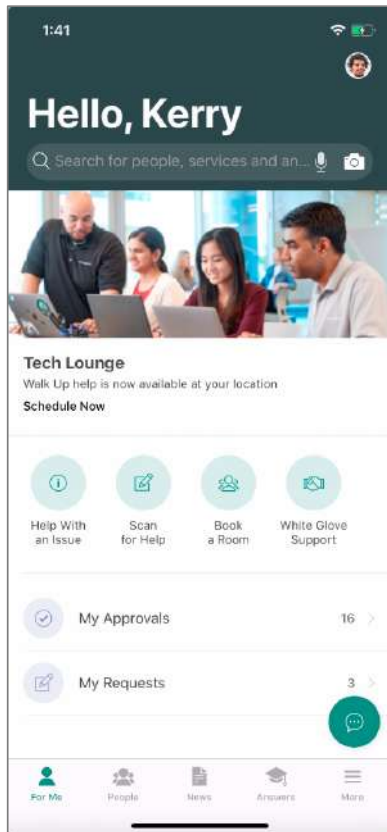 1:41
Hello, Kerry
Search for people, services and an...
Tech Lounge
Walk Up help is now available at your location
Schedule Now
Help With
an Issue
Scan
for Help
Book
a Room
White Glove
Support
My Approvals 16
My Requests 3
For Me People News Answers More